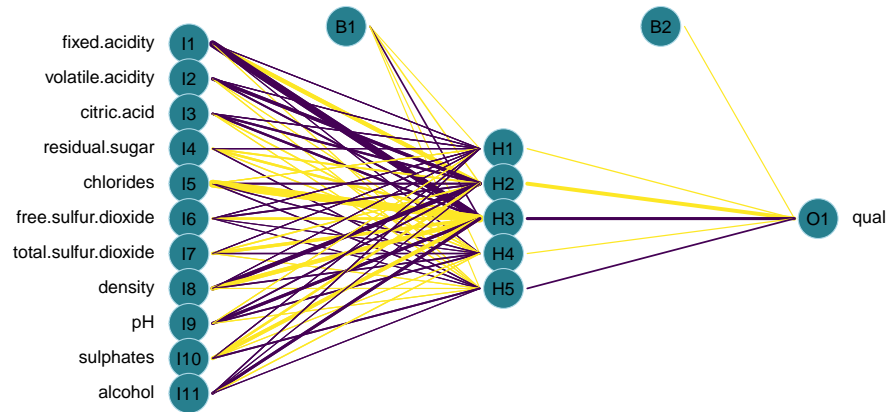 B1
B2
fixed.acidity I1
volatile.acidity I2
citric.acid I3
residual.sugar I4 H1
chlorides I5 H2
free.sulfur.dioxide I6 H3 O1 qual
total.sulfur.dioxide I7 H4
density I8 H5
pH I9
sulphates I10
alcohol I11